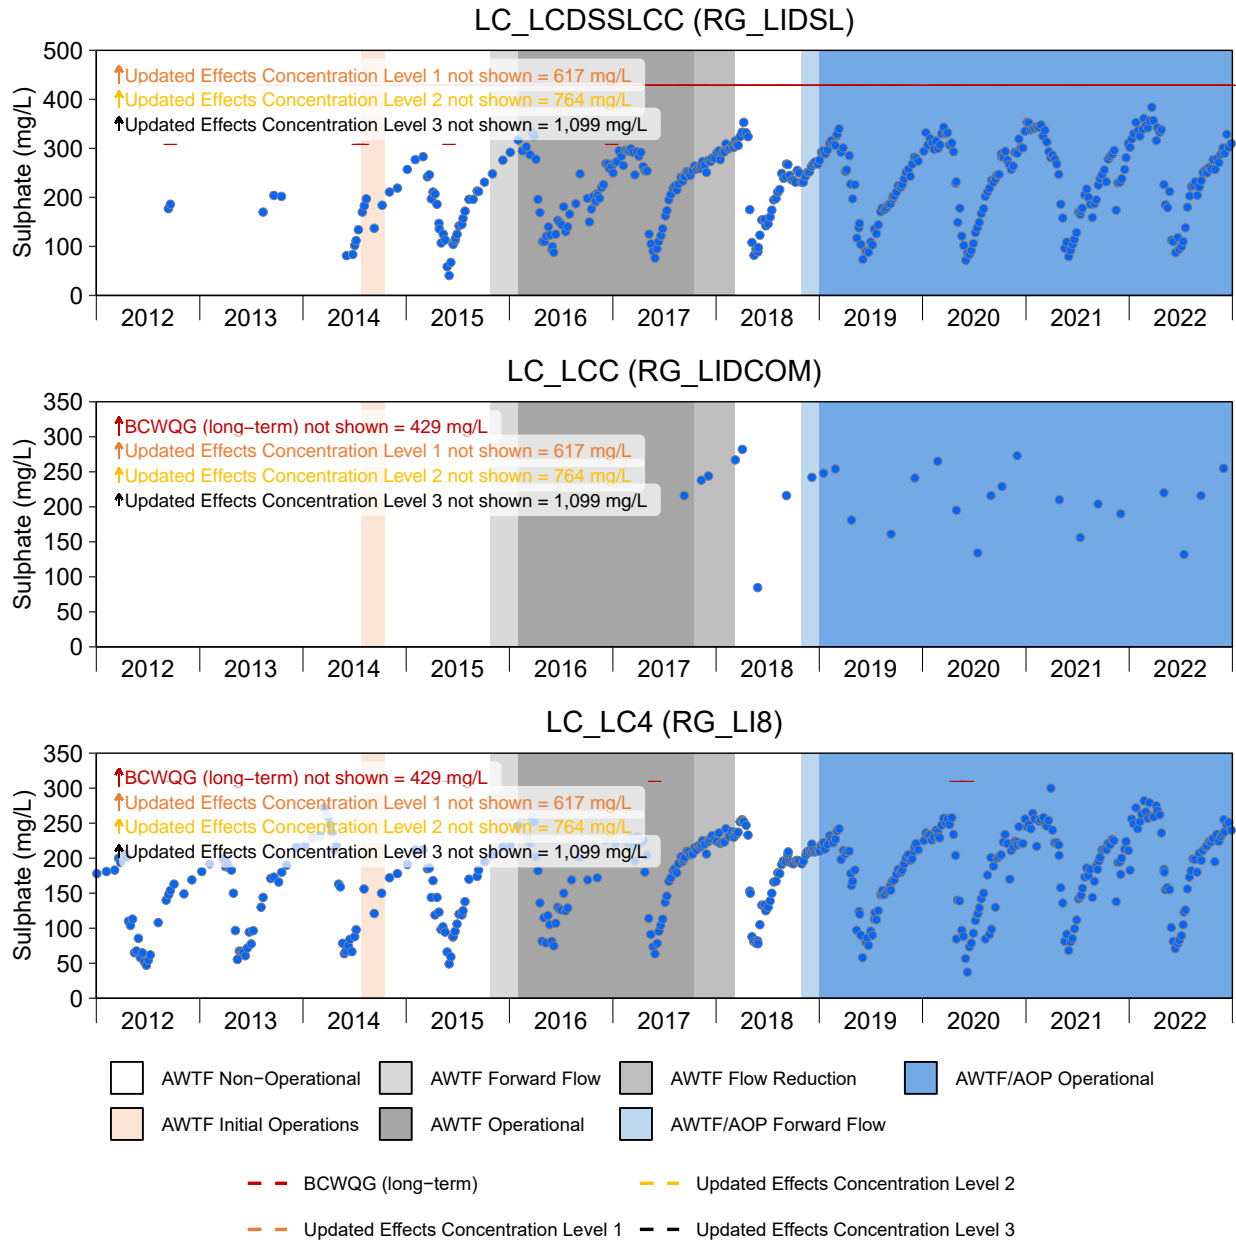 LC_LCDSSLCC (RG_LIDSL)
Sulphate (mg/L)
500
400
300
200
100
0
Updated Effects Concentration Level 1 not shown = 617 mg/L
Updated Effects Concentration Level 2 not shown = 764 mg/L
Updated Effects Concentration Level 3 not shown = 1,099 mg/L
2012 2013 2014 2015 2016 2017 2018 2019 2020 2021 2022
LC_LCC (RG_LIDCOM)
Sulphate (mg/L)
350
300
250
200
150
100
50
0
BCWQG (long−term) not shown = 429 mg/L
Updated Effects Concentration Level 1 not shown = 617 mg/L
Updated Effects Concentration Level 2 not shown = 764 mg/L
Updated Effects Concentration Level 3 not shown = 1,099 mg/L
2012 2013 2014 2015 2016 2017 2018 2019 2020 2021 2022
LC_LC4 (RG_LI8)
Sulphate (mg/L)
350
300
250
200
150
100
50
0
BCWQG (long−term) not shown = 429 mg/L
Updated Effects Concentration Level 1 not shown = 617 mg/L
Updated Effects Concentration Level 2 not shown = 764 mg/L
Updated Effects Concentration Level 3 not shown = 1,099 mg/L
2012 2013 2014 2015 2016 2017 2018 2019 2020 2021 2022
AWTF Non−Operational AWTF Forward Flow AWTF Flow Reduction AWTF/AOP Operational
AWTF Initial Operations AWTF Operational AWTF/AOP Forward Flow
BCWQG (long−term) Updated Effects Concentration Level 2
Updated Effects Concentration Level 1 Updated Effects Concentration Level 3